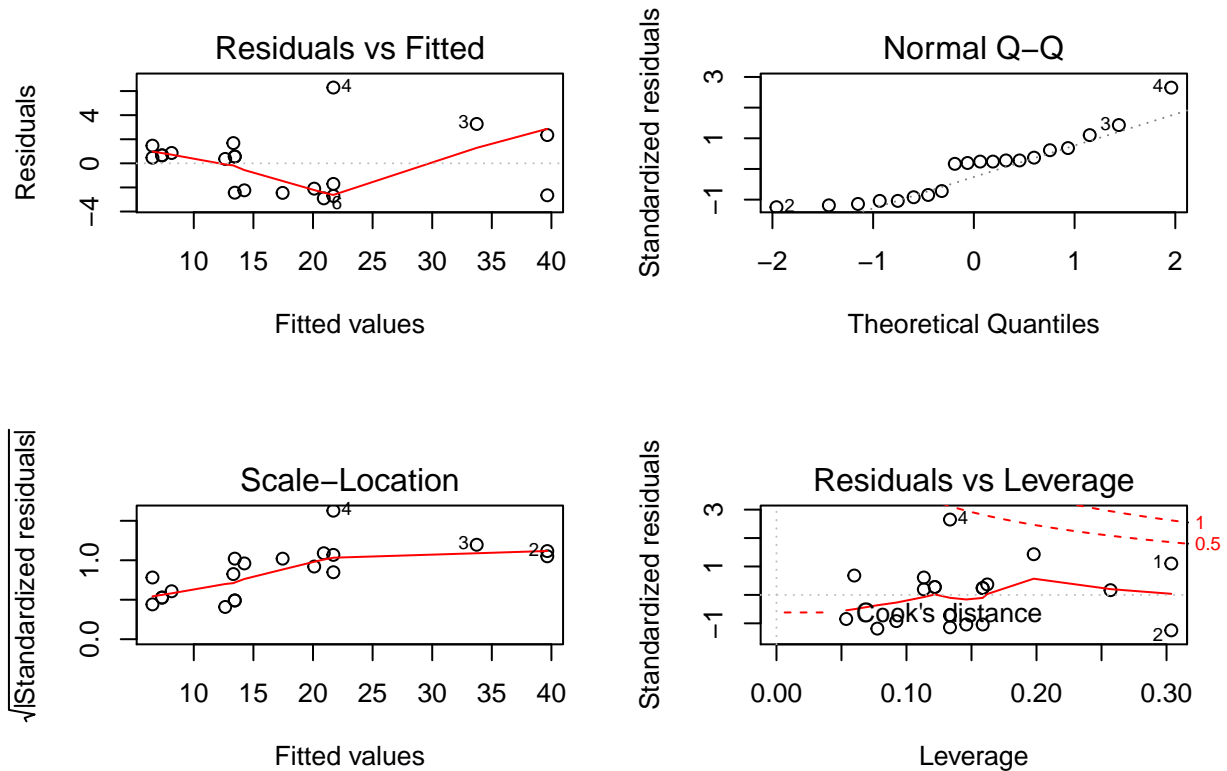 Residuals vs Fitted
Residuals
−4 0 4
4
3
6
10 15 20 25 30 35 40
Fitted values
Normal Q−Q
Standardized residuals
−1 1 3
4
3
2
−2 −1 0 1 2
Theoretical Quantiles
Scale−Location
√|Standardized residuals|
0.0 1.0
4
3
2
10 15 20 25 30 35 40
Fitted values
Residuals vs Leverage
Standardized residuals
−1 1 3
4
1
0.5
1
2
Cook's distance
0.00 0.10 0.20 0.30
Leverage